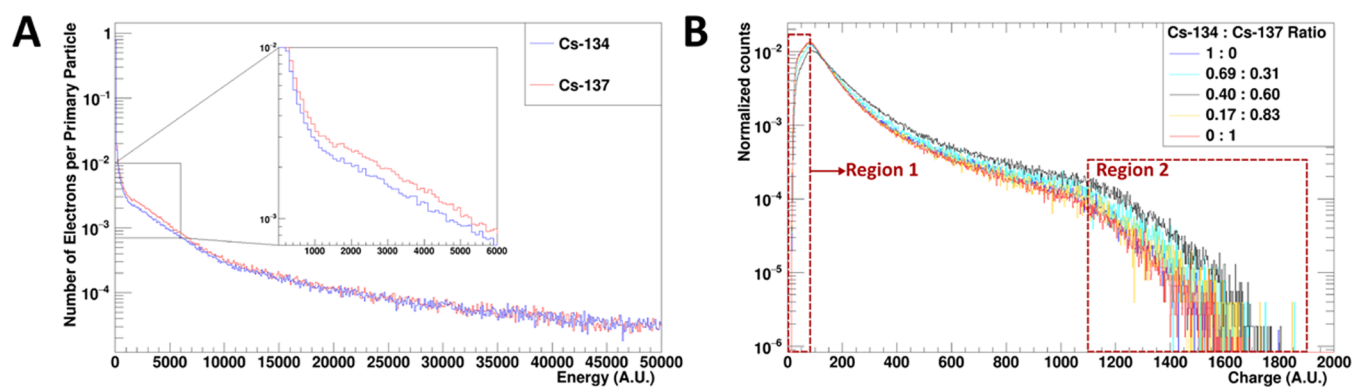 A
Number of Electrons per Primary Particle
1
10⁻¹
10⁻²
10⁻³
10⁻⁴
0
5000
10000
15000
20000
25000
30000
35000
40000
45000
50000
Energy (A.U.)
Cs-134
Cs-137
10⁻²
10⁻³
1000
2000
3000
4000
5000
6000
B
Normalized counts
10⁻²
10⁻³
10⁻⁴
10⁻⁵
10⁻⁶
0
200
400
600
800
1000
1200
1400
1600
1800
2000
Charge (A.U.)
Cs-134 : Cs-137 Ratio
1 : 0
0.69 : 0.31
0.40 : 0.60
0.17 : 0.83
0 : 1
Region 1
Region 2